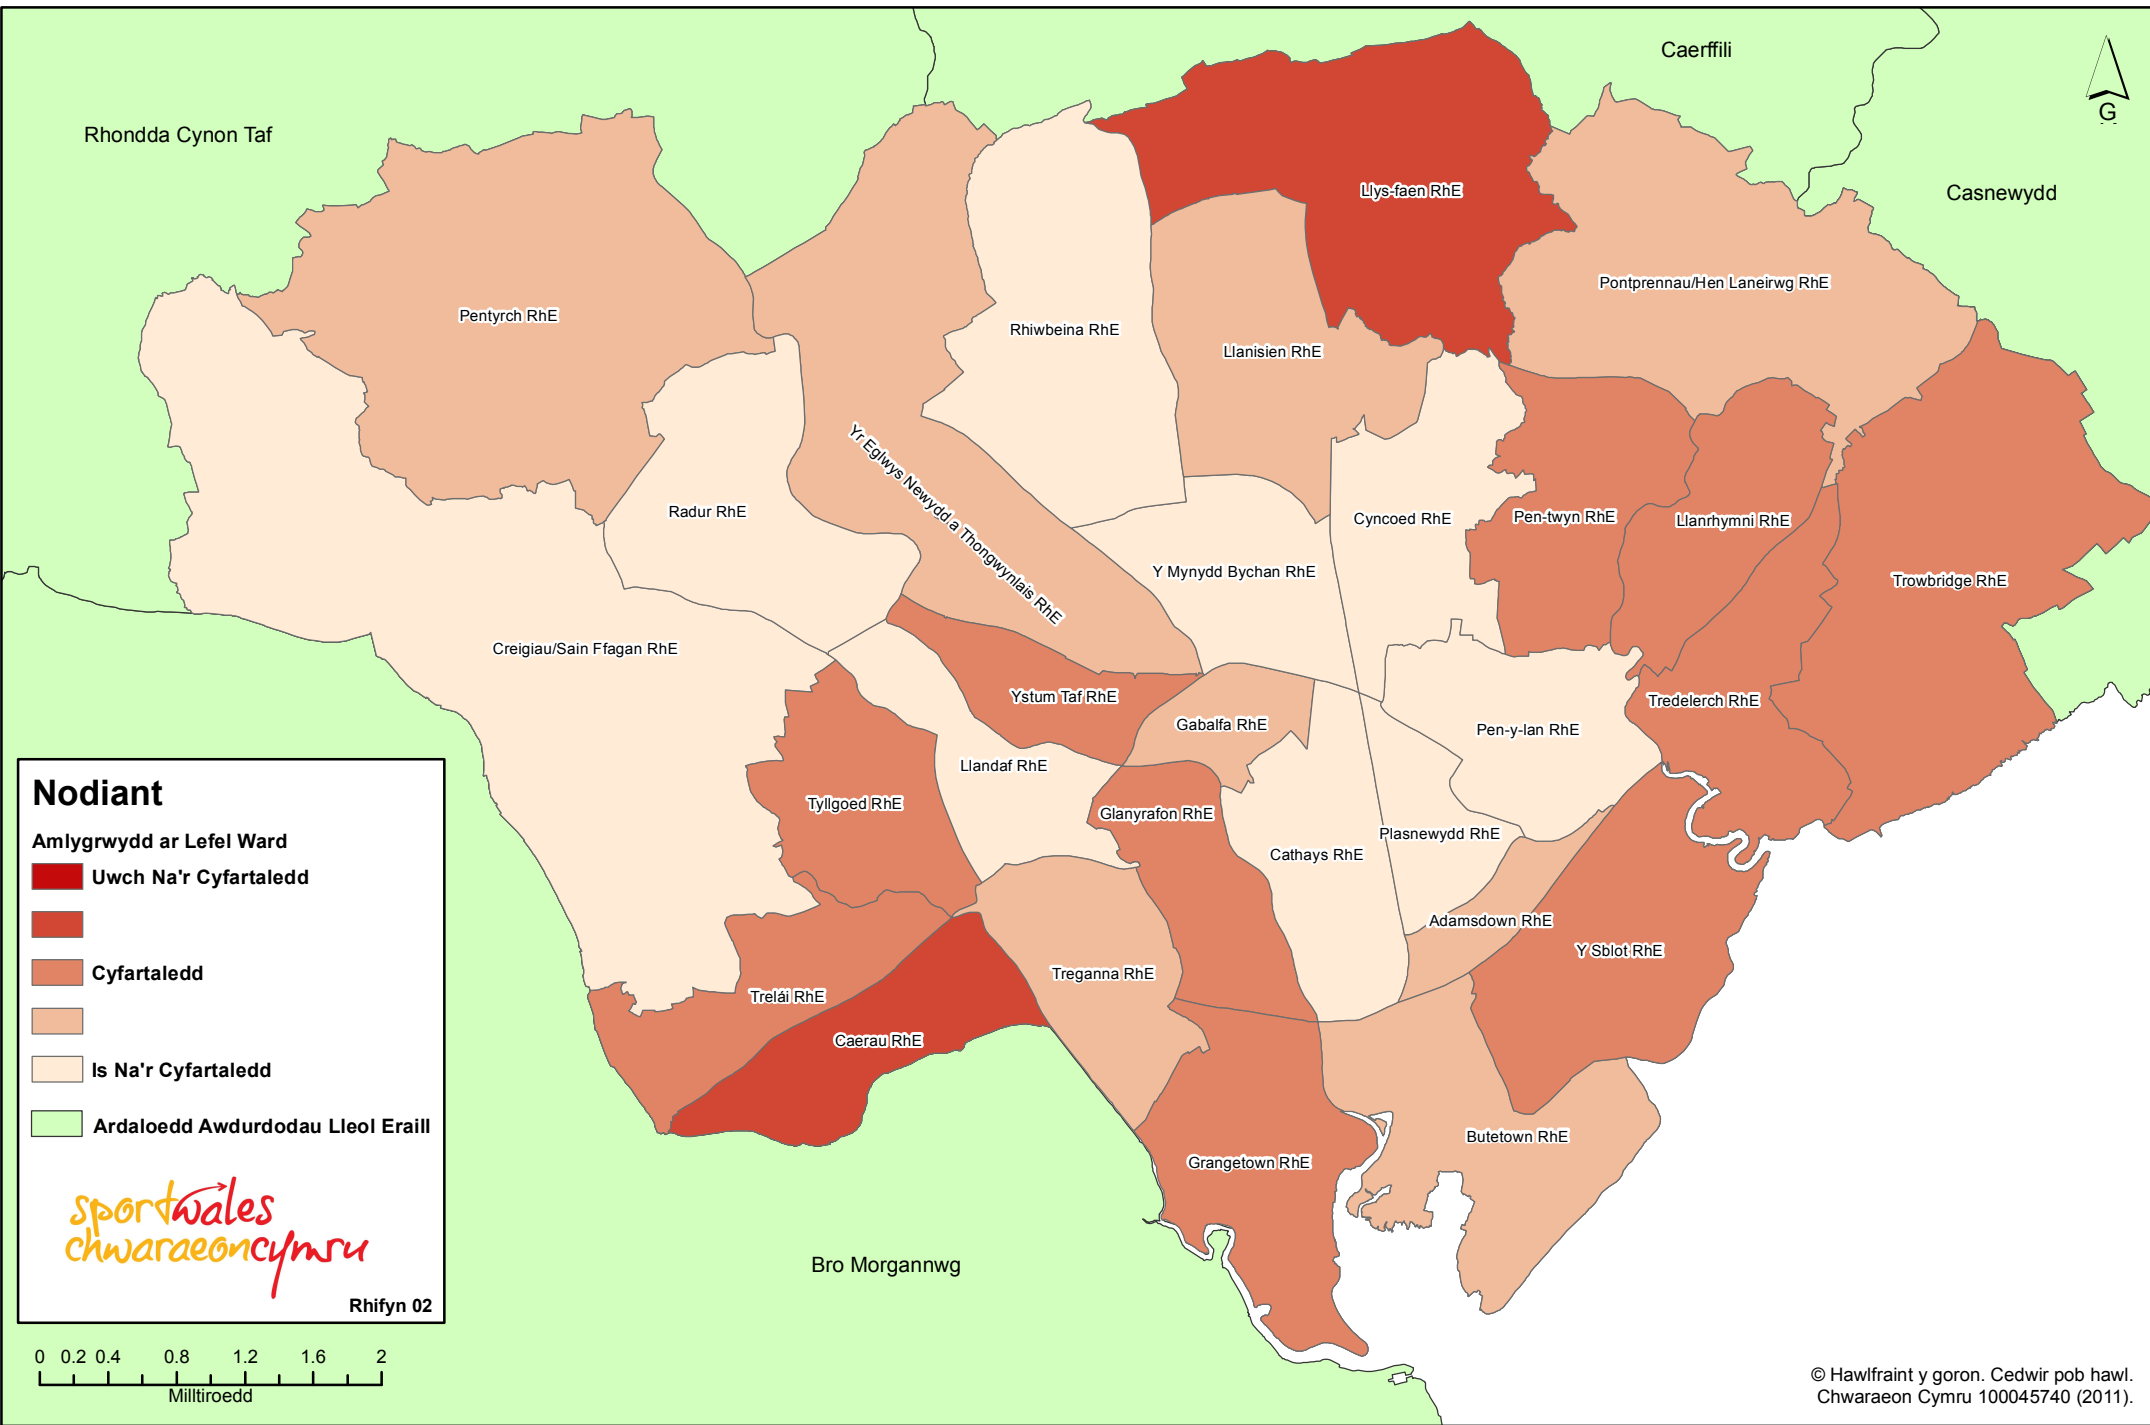 Caerffili
G
Rhondda Cynon Taf
Casnewydd
Llys-faen RhE
Pontprennau/Hen Laneirwg RhE
Pentyrch RhE
Rhiwbeina RhE
Llanisien RhE
Yr Eglwys Newydd a Thongwynlais RhE
Radur RhE
Cyncoed RhE
Pen-twyn RhE
Llanrhymni RhE
Y Mynydd Bychan RhE
Trowbridge RhE
Creigiau/Sain Ffagan RhE
Ystum Taf RhE
Tredelerch RhE
Gabalfa RhE
Pen-y-lan RhE
Llandaf RhE
Tyllgoed RhE
Glanyrafon RhE
Plasnewydd RhE
Cathays RhE
Adamsdown RhE
Y Sblot RhE
Treganna RhE
Trelái RhE
Caerau RhE
Butetown RhE
Grangetown RhE
Bro Morgannwg
Nodiant
Amlygrwydd ar Lefel Ward
Uwch Na'r Cyfartaledd
Cyfartaledd
Is Na'r Cyfartaledd
Ardaloedd Awdurdodau Lleol Eraill
sportwales
chwaraeoncymru
Rhifyn 02
0 0.2 0.4 0.8 1.2 1.6 2
Milltiroedd
© Hawlfraint y goron. Cedwir pob hawl.
Chwaraeon Cymru 100045740 (2011).